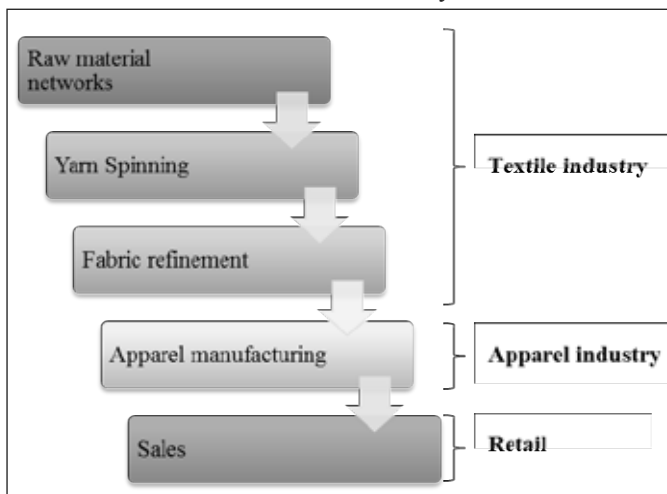 Raw material
networks
Yarn Spinning
Textile industry
Fabric refinement
Apparel manufacturing
Apparel industry
Sales
Retail